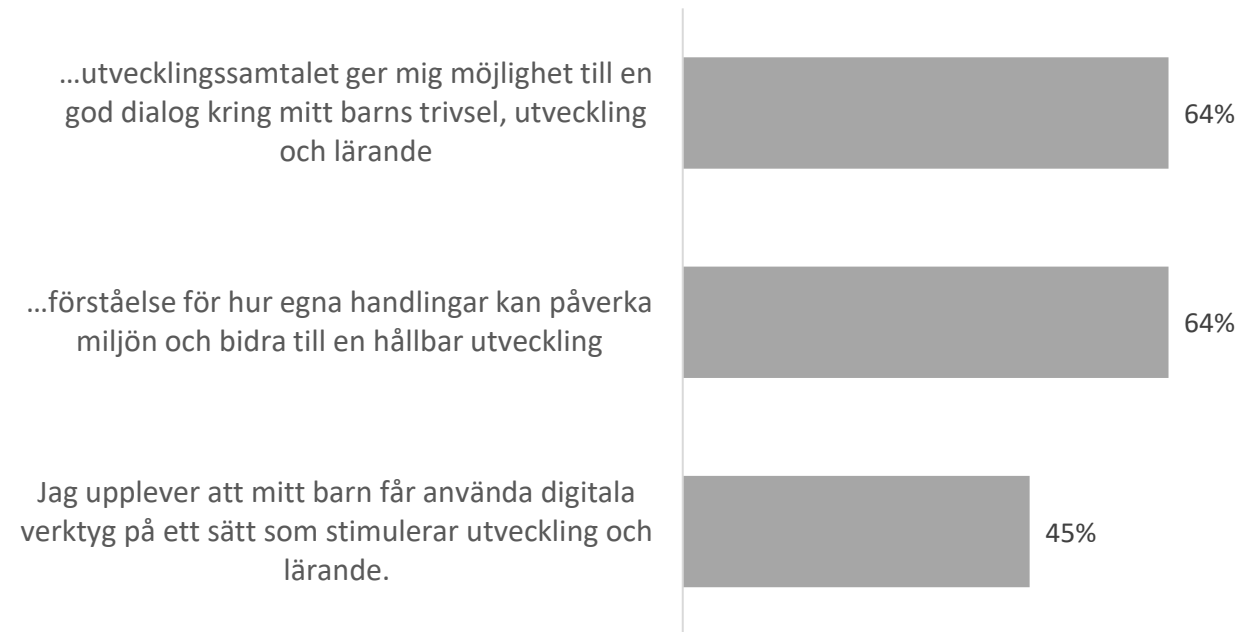 …utvecklingssamtalet ger mig möjlighet till en
god dialog kring mitt barns trivsel, utveckling
och lärande
64%
…förståelse för hur egna handlingar kan påverka
miljön och bidra till en hållbar utveckling
64%
Jag upplever att mitt barn får använda digitala
verktyg på ett sätt som stimulerar utveckling och
lärande.
45%